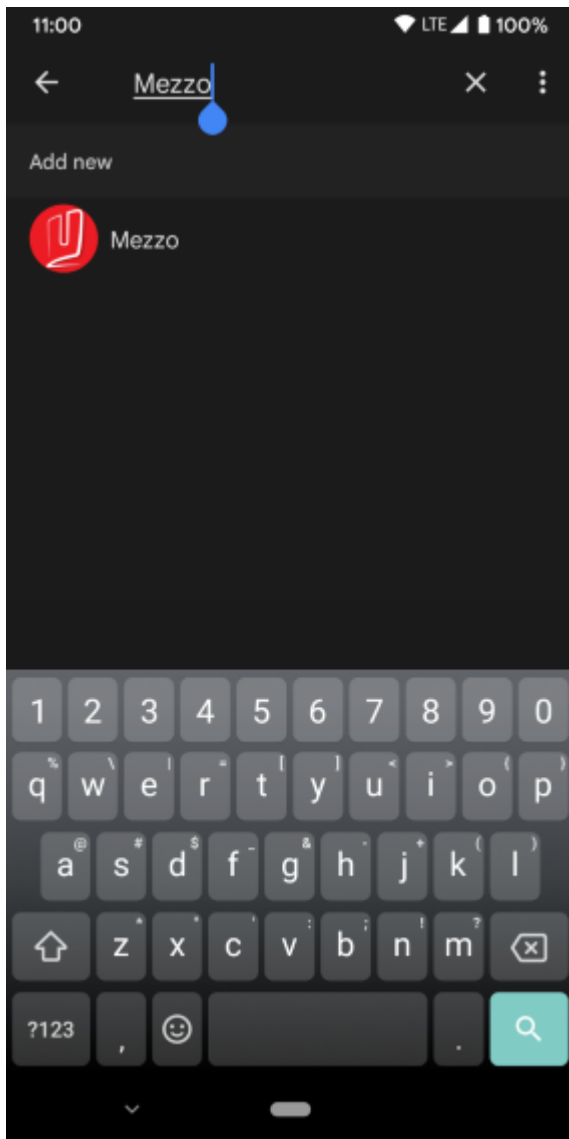 11:00 LTE 100%
Mezzo
Add new
Mezzo
1 2 3 4 5 6 7 8 9 0
q w e r t y u i o p
a s d f g h j k l
z x c v b n m
?123 , .